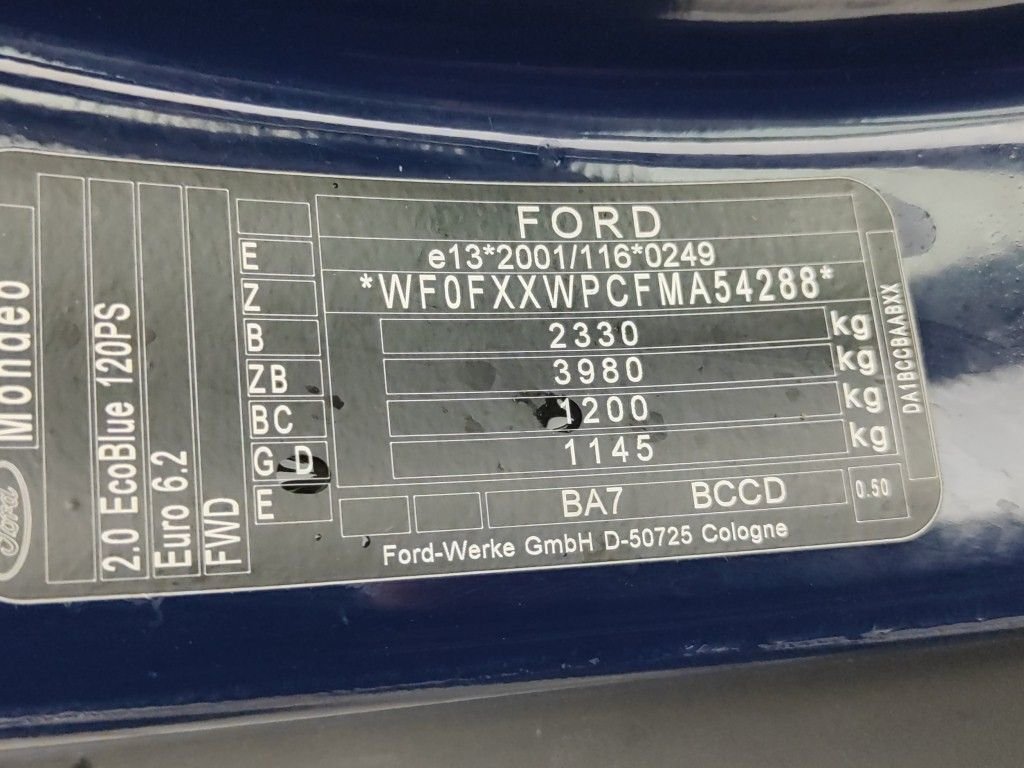 Ford
Mondeo
2.0 EcoBlue 120PS
Euro 6.2
FWD
FORD
E e13*2001/116*0249
Z *WF0FXXWPCFMA54288*
B 2330 kg
ZB 3980 kg
BC 1200 kg
G D 1145 kg
E BA7 BCCD 0.50
Ford-Werke GmbH D-50725 Cologne
DA1BCCBAABXX